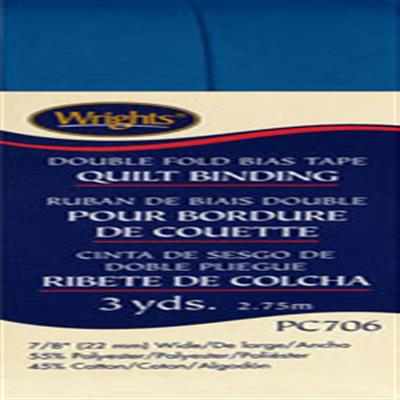 Wrights®
DOUBLE FOLD BIAS TAPE
QUILT BINDING
RUBAN DE BIAIS DOUBLE
POUR BORDURE
DE COUETTE
CINTA DE SESGO DE
DOBLE PLIEGUE
RIBETE DE COLCHA
3 yds. 2.75m
PC706
7/8" (22 mm) Wide/De large/Ancho
55% Polyester/Polyester/Poliéster
45% Cotton/Coton/Algodón